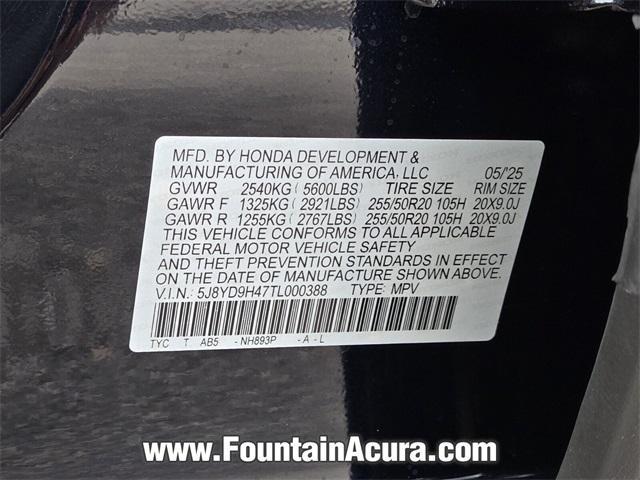 MFD. BY HONDA DEVELOPMENT &
MANUFACTURING OF AMERICA, LLC 05/'25
GVWR 2540KG ( 5600LBS) TIRE SIZE RIM SIZE
GAWR F 1325KG ( 2921LBS) 255/50R20 105H 20X9.0J
GAWR R 1255KG ( 2767LBS) 255/50R20 105H 20X9.0J
THIS VEHICLE CONFORMS TO ALL APPLICABLE
FEDERAL MOTOR VEHICLE SAFETY
AND THEFT PREVENTION STANDARDS IN EFFECT
ON THE DATE OF MANUFACTURE SHOWN ABOVE.
V.I.N.: 5J8YD9H47TL000388 TYPE: MPV
TYC T AB5 - NH893P - A - L
www.FountainAcura.com